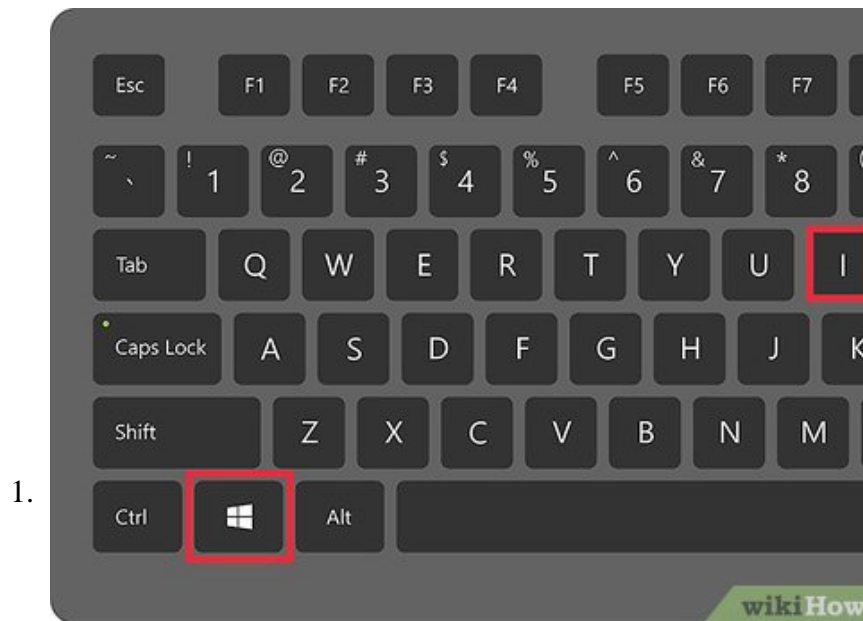 Esc F1 F2 F3 F4 F5 F6 F7
~ ` ! 1 @ 2 # 3 $ 4 % 5 ^ 6 & 7 * 8
Tab Q W E R T Y U I
Caps Lock A S D F G H J K
Shift Z X C V B N M
1. Ctrl Alt
wikiHow